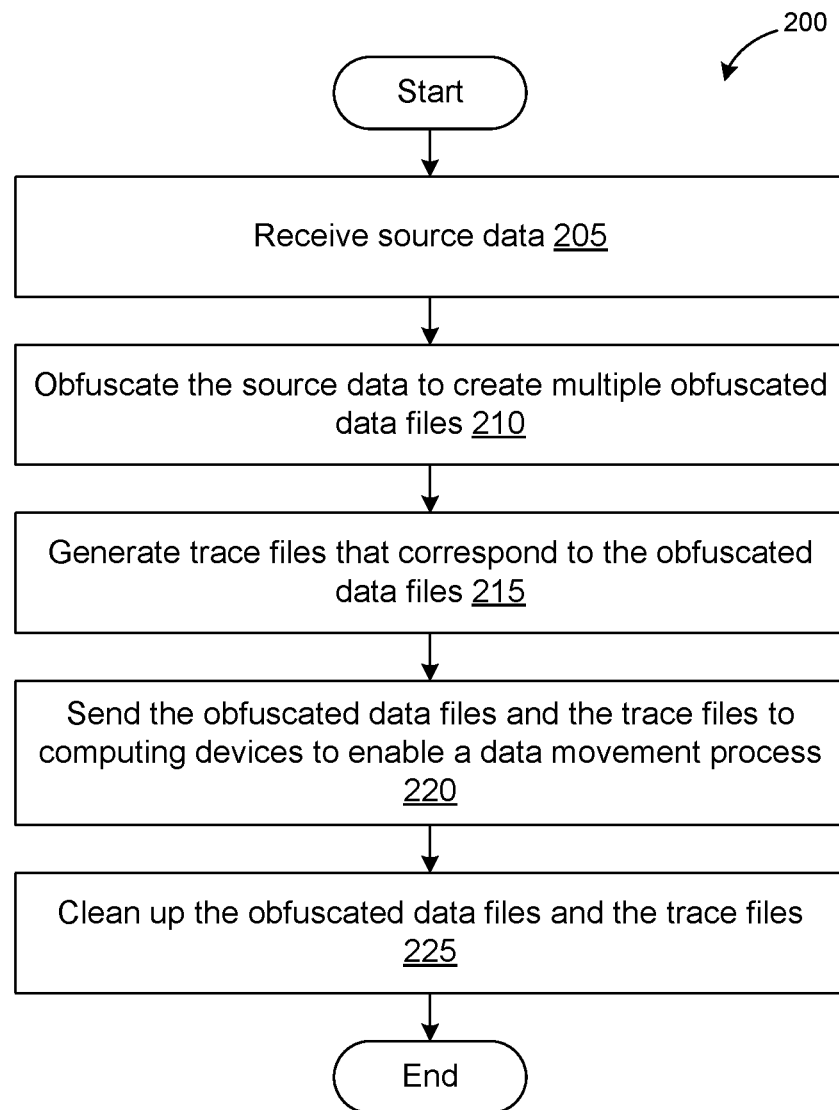 200
Start
Receive source data 205
Obfuscate the source data to create multiple obfuscated
data files 210
Generate trace files that correspond to the obfuscated
data files 215
Send the obfuscated data files and the trace files to
computing devices to enable a data movement process
220
Clean up the obfuscated data files and the trace files
225
End